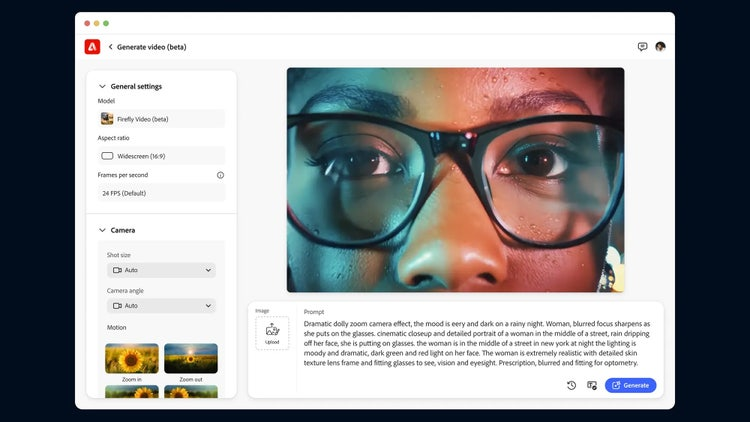 Generate video (beta)
General settings
Model
Firefly Video (beta)
Aspect ratio
Widescreen (16:9)
Frames per second
24 FPS (Default)
Camera
Shot size
Auto
Camera angle
Auto
Motion
Zoom in
Zoom out
Image
Upload
Prompt
Dramatic dolly zoom camera effect, the mood is eery and dark on a rainy night. Woman, blurred focus sharpens as
she puts on the glasses. cinematic closeup and detailed portrait of a woman in the middle of a street, rain dripping
off her face, she is putting on glasses. the woman is in the middle of a street in new york at night the lighting is
moody and dramatic, dark green and red light on her face. The woman is extremely realistic with detailed skin
texture lens frame and fitting glasses to see, vision and eyesight. Prescription, blurred and fitting for optometry.
Generate